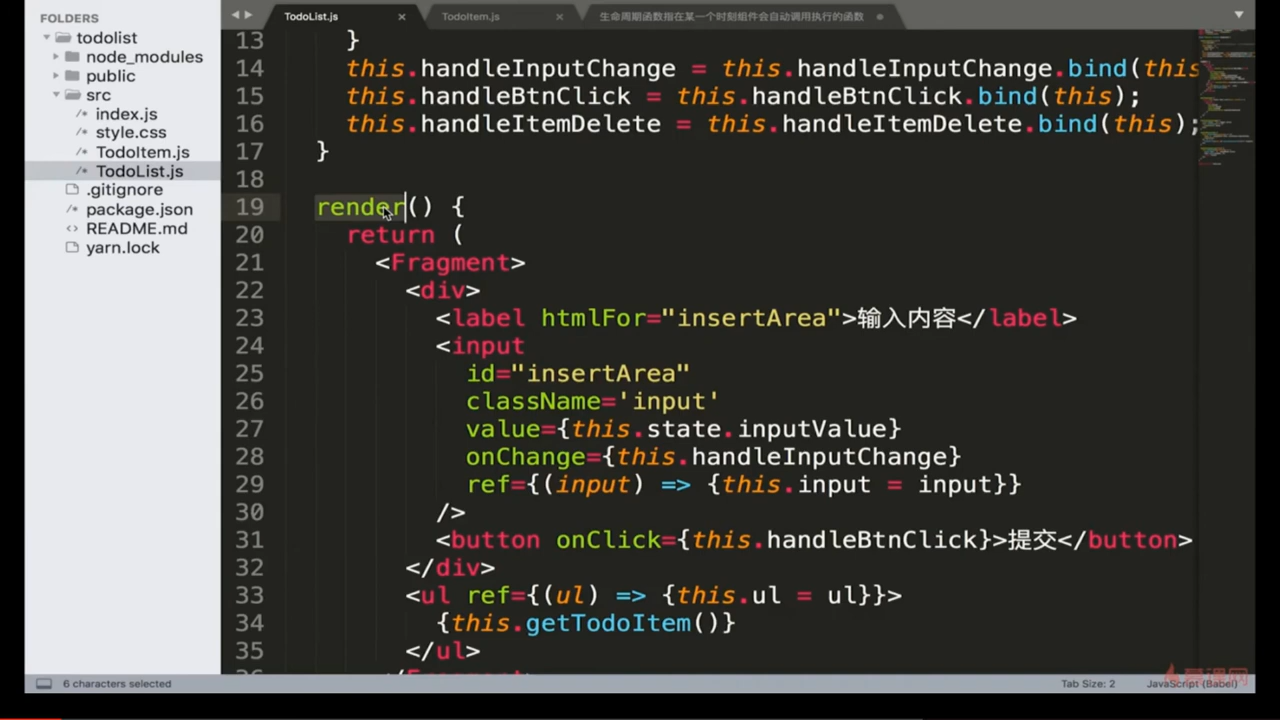 FOLDERS
todolist
node_modules
public
src
index.js
style.css
TodoItem.js
TodoList.js
.gitignore
package.json
README.md
yarn.lock
TodoList.js
TodoItem.js
生命周期函数指在某一个时刻组件会自动调用执行的函数
13 }
14 this.handleInputChange = this.handleInputChange.bind(this
15 this.handleBtnClick = this.handleBtnClick.bind(this);
16 this.handleItemDelete = this.handleItemDelete.bind(this);
17 }
18
19 render() {
20 return (
21 <Fragment>
22 <div>
23 <label htmlFor="insertArea">输入内容</label>
24 <input
25 id="insertArea"
26 className='input'
27 value={this.state.inputValue}
28 onChange={this.handleInputChange}
29 ref={(input) => {this.input = input}}
30 />
31 <button onClick={this.handleBtnClick}>提交</button>
32 </div>
33 <ul ref={(ul) => {this.ul = ul}}>
34 {this.getTodoItem()}
35 </ul>
6 characters selected
Tab Size: 2
JavaScript (Babel)